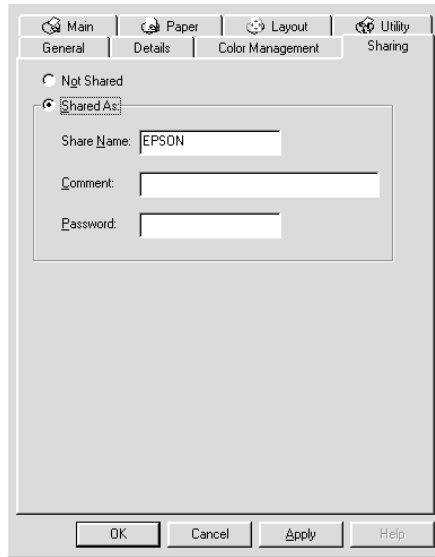 Main Paper Layout Utility
General Details Color Management Sharing
Not Shared
Shared As:
Share Name: EPSON
Comment:
Password:
OK Cancel Apply Help